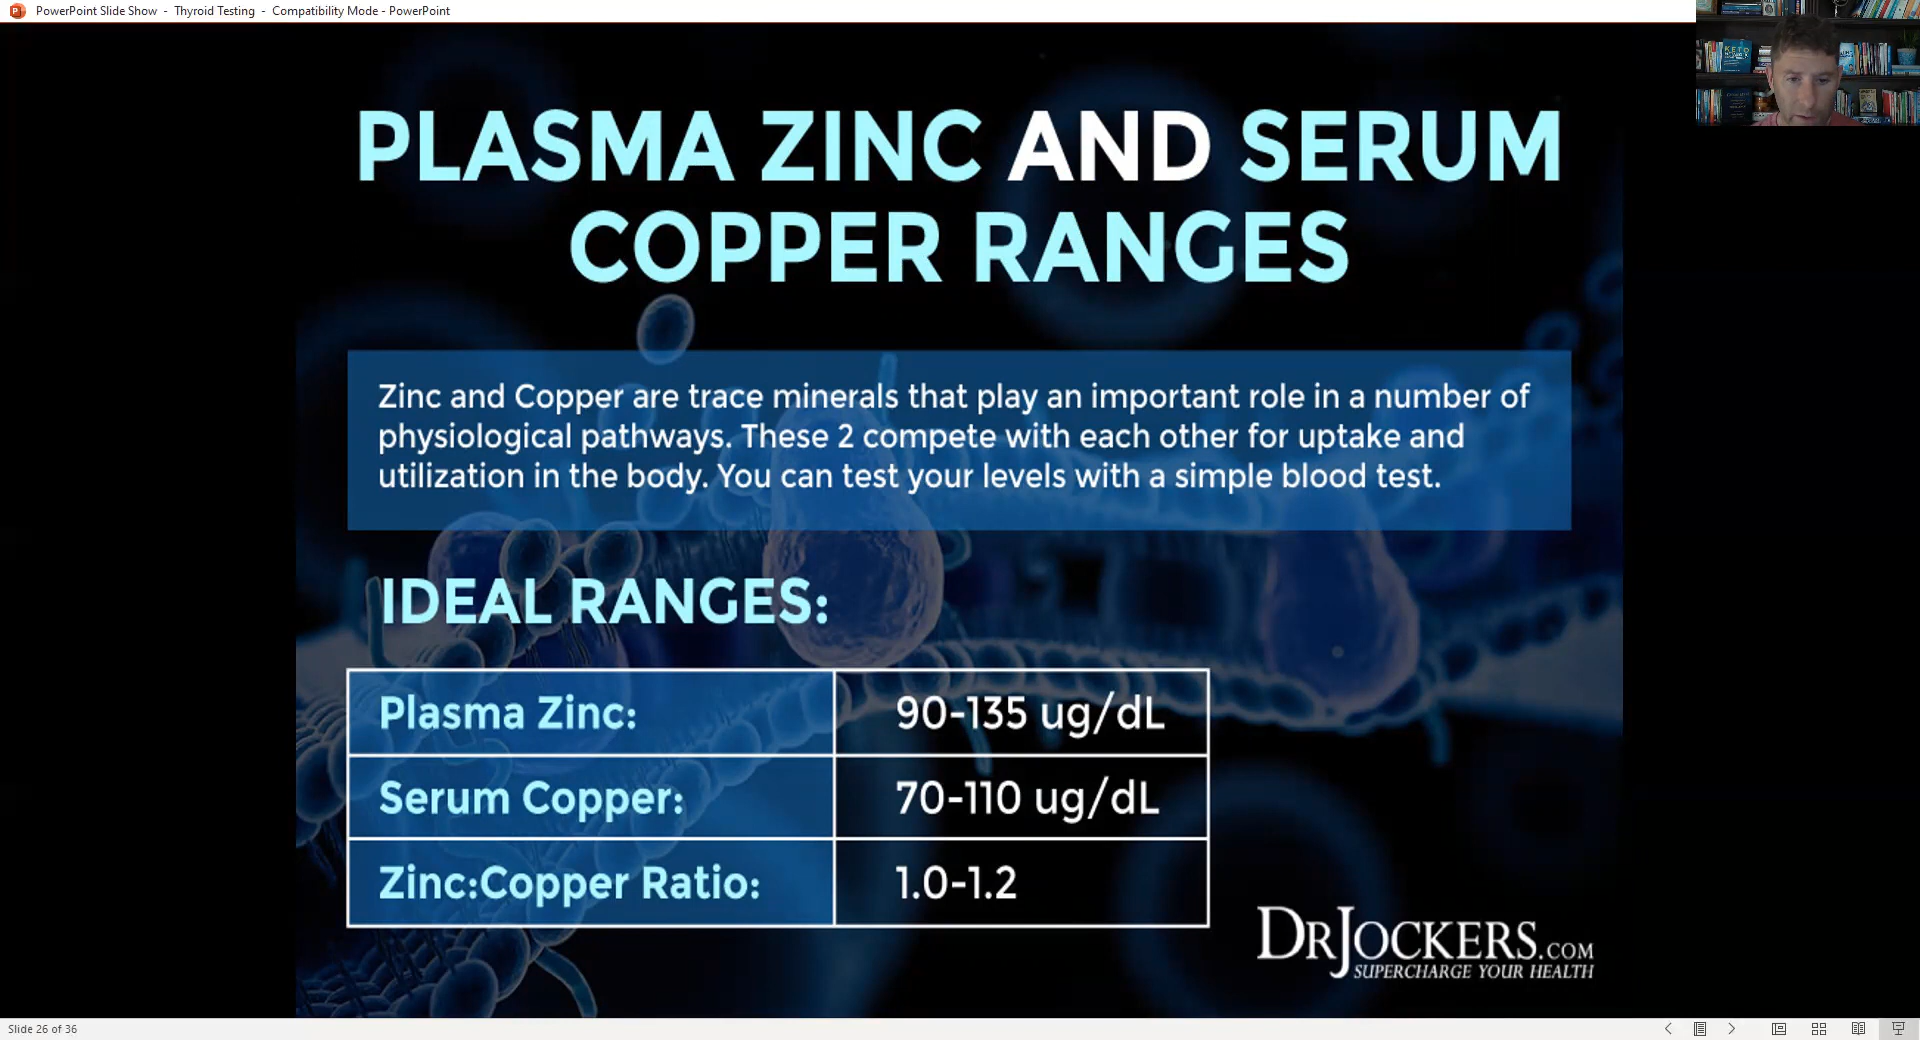 PowerPoint Slide Show - Thyroid Testing - Compatibility Mode - PowerPoint
KETO
PLASMA ZINC AND SERUM
COPPER RANGES
Zinc and Copper are trace minerals that play an important role in a number of
physiological pathways. These 2 compete with each other for uptake and
utilization in the body. You can test your levels with a simple blood test.
IDEAL RANGES:
Plasma Zinc: 90-135 ug/dL
Serum Copper: 70-110 ug/dL
Zinc:Copper Ratio: 1.0-1.2
DRJOCKERS.COM
SUPERCHARGE YOUR HEALTH
Slide 26 of 36